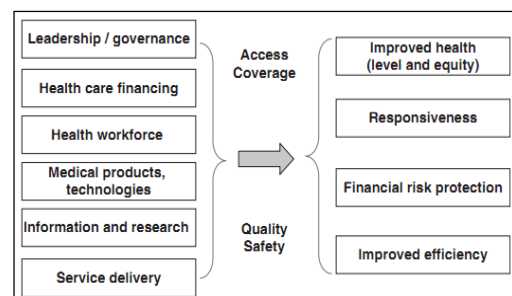 Leadership / governance
Health care financing
Health workforce
Medical products,
technologies
Information and research
Service delivery
Access
Coverage
Quality
Safety
Improved health
(level and equity)
Responsiveness
Financial risk protection
Improved efficiency